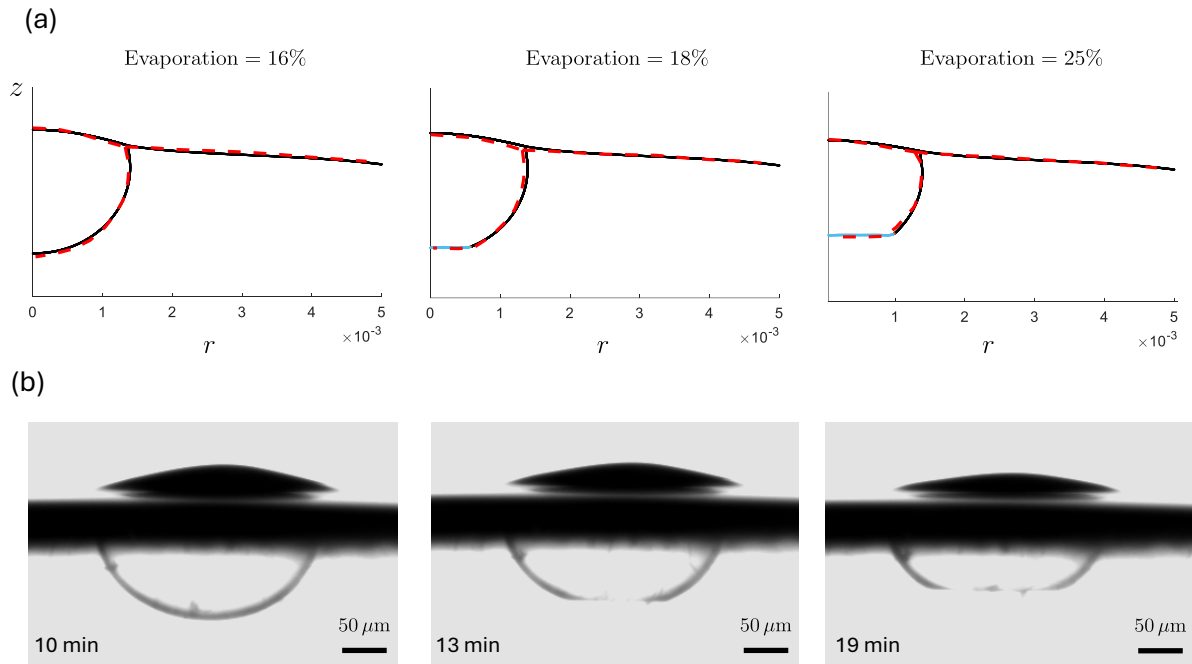 (a)
Evaporation = 16%
Evaporation = 18%
Evaporation = 25%
z
0 1 2 3 4 5
0 1 2 3 4 5
1 2 3 4 5
×10-3
×10-3
×10-3
r
r
r
(b)
10 min
50 µm
13 min
50 µm
19 min
50 µm